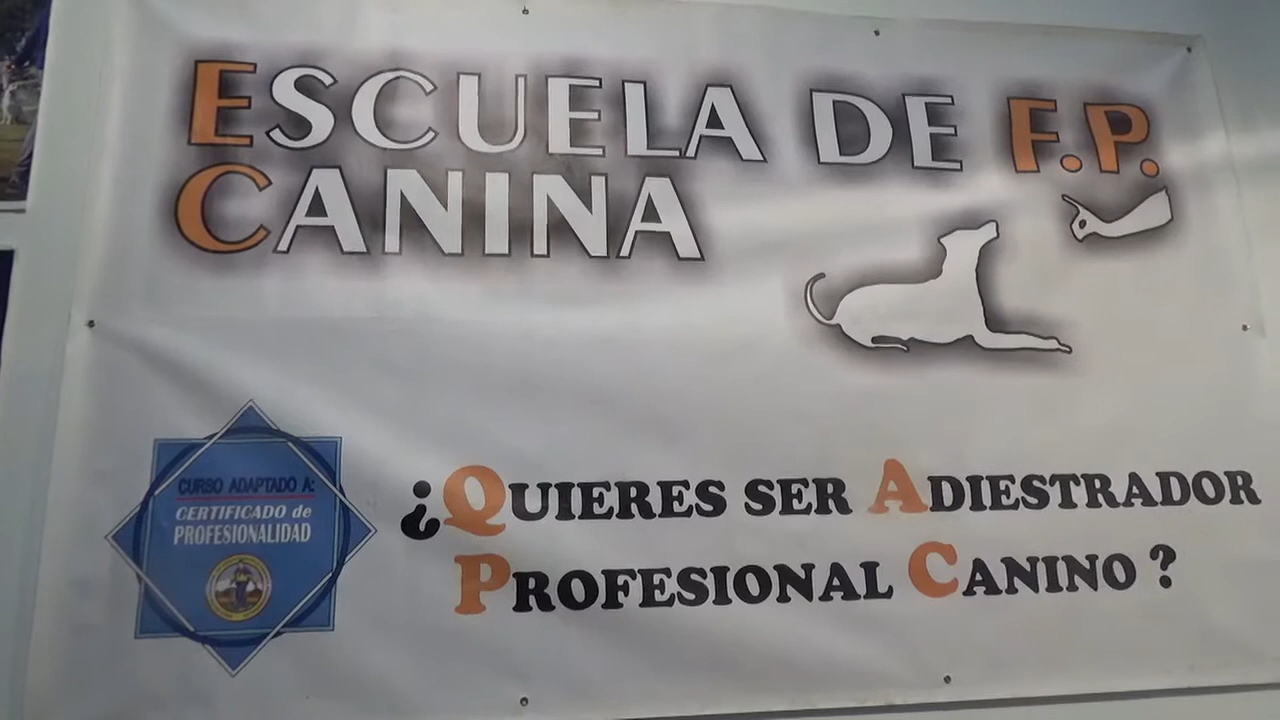 ESCUELA DE F.P.
CANINA
CURSO ADAPTADO A:
CERTIFICADO de
PROFESIONALIDAD
¿QUIERES SER ADIESTRADOR
PROFESIONAL CANINO ?